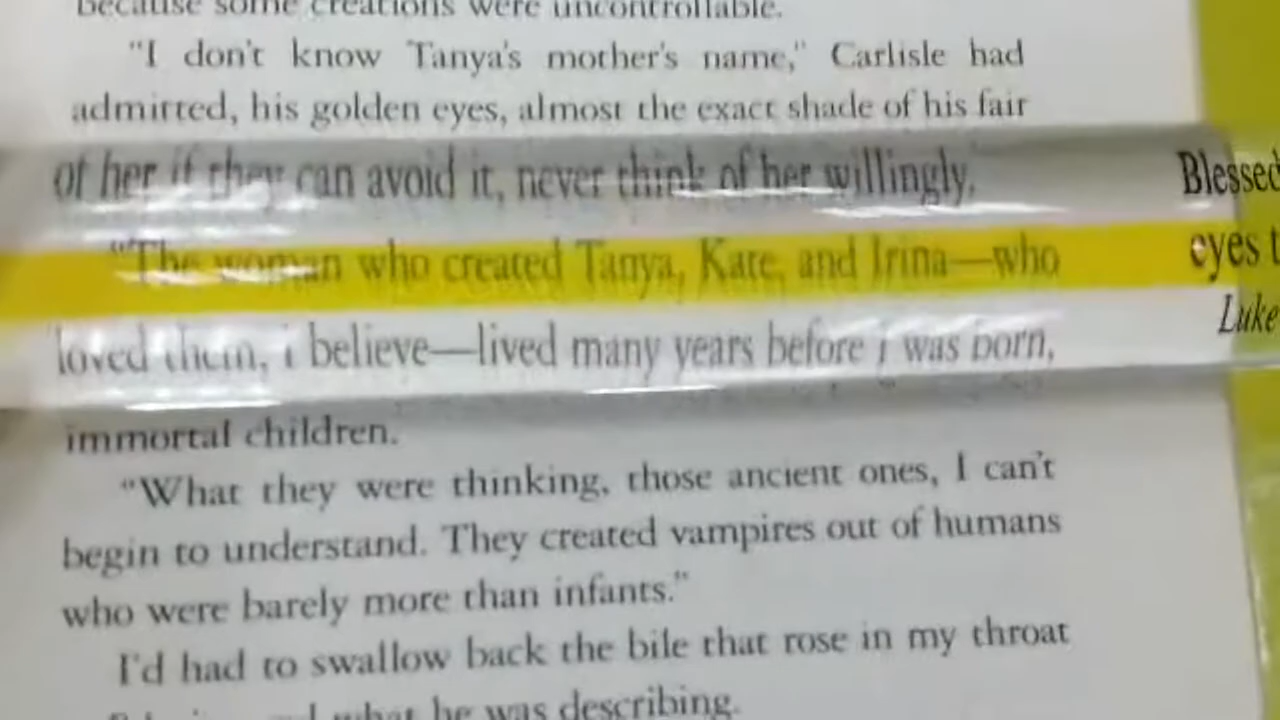 because some creations were uncontrollable.
"I don't know Tanya's mother's name," Carlisle had
admitted, his golden eyes, almost the exact shade of his fair
of her if they can avoid it, never think of her willingly.
"The woman who created Tanya, Kate, and Irina—who
loved them, I believe—lived many years before I was born,
immortal children.
"What they were thinking, those ancient ones, I can't
begin to understand. They created vampires out of humans
who were barely more than infants."
I'd had to swallow back the bile that rose in my throat
what he was describing.
Blessed
eyes t
Luke